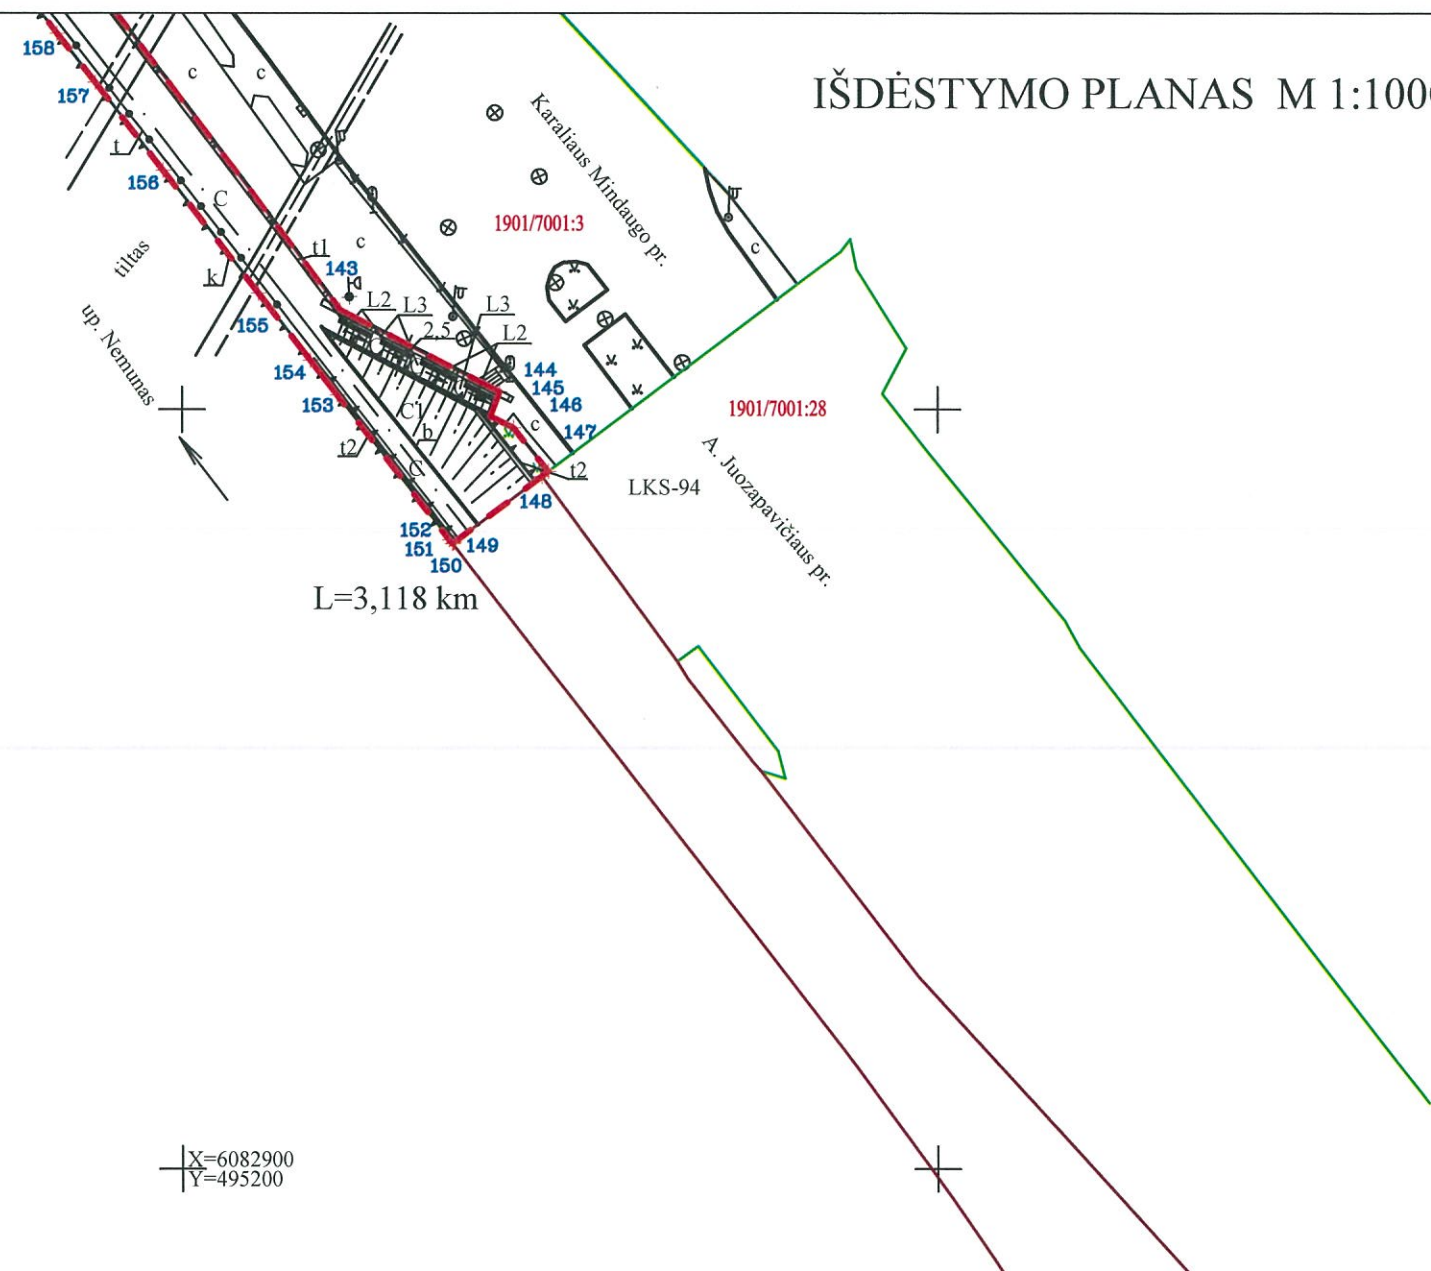 IŠDĖSTYMO PLANAS M 1:1000
158
157
t
156
C
c
c
c
tiltas
k
up. Nemunas
155
154
153
t2
t1
143
L2
L3
2,5
L3
L2
144
145
146
147
c
C1
b
C
t2
148
152
151
149
150
L=3,118 km
Karaliaus Mindaugo pr.
1901/7001:3
c
1901/7001:28
LKS-94
A. Juozapavičiaus pr.
X=6082900
Y=495200